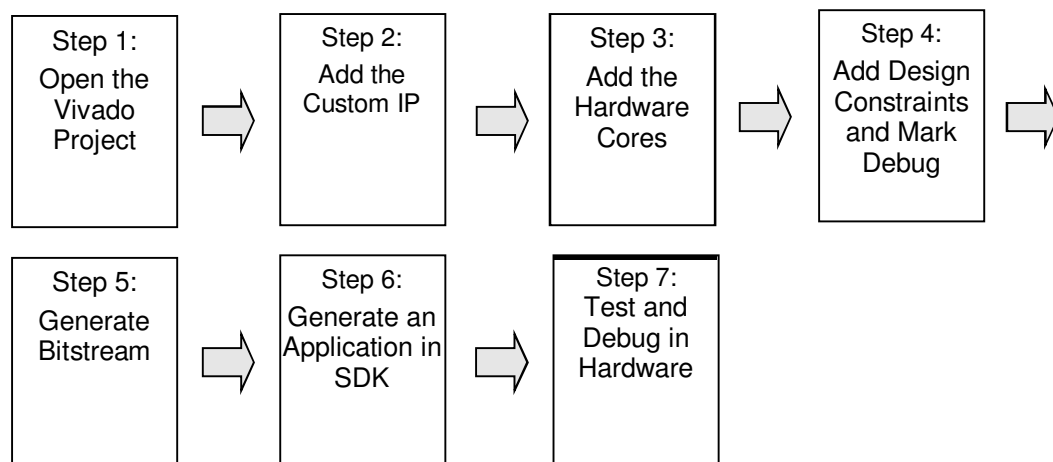 Step 1:
Open the
Vivado
Project
Step 2:
Add the
Custom IP
Step 3:
Add the
Hardware
Cores
Step 4:
Add Design
Constraints
and Mark
Debug
Step 5:
Generate
Bitstream
Step 6:
Generate an
Application in
SDK
Step 7:
Test and
Debug in
Hardware